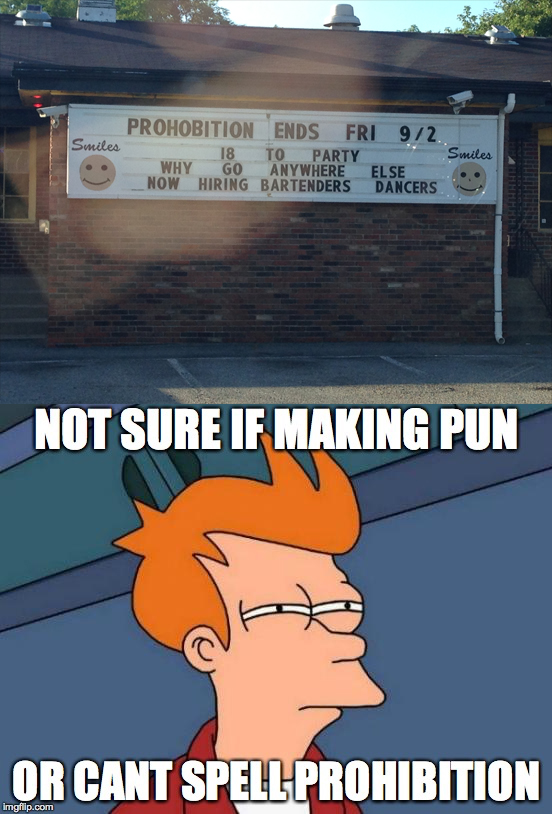 PROHOBITION ENDS FRI 9/2
Smiles
Smiles
18 TO PARTY
WHY GO ANYWHERE ELSE
NOW HIRING BARTENDERS DANCERS
NOT SURE IF MAKING PUN
OR CANT SPELL PROHIBITION
imgflip.com